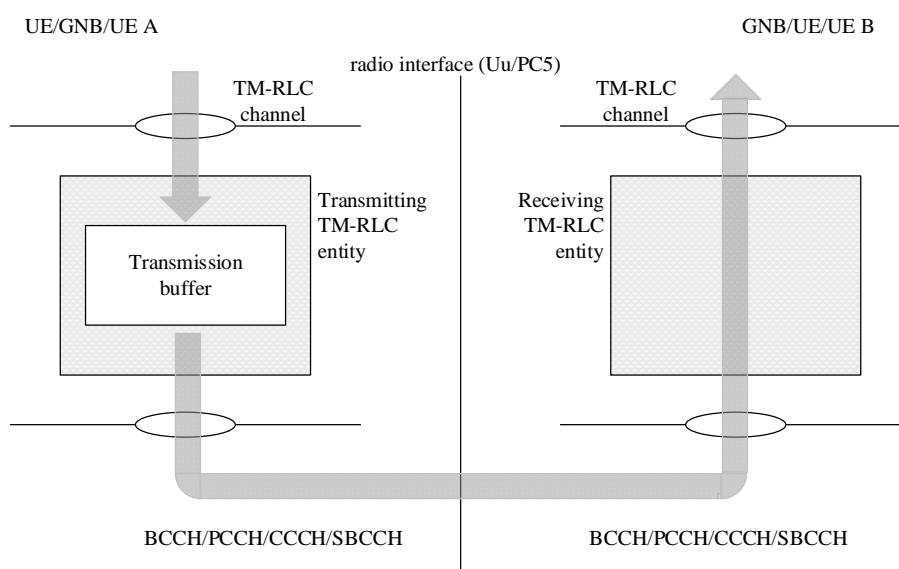 UE/GNB/UE A
GNB/UE/UE B
radio interface (Uu/PC5)
TM-RLC
channel
TM-RLC
channel
Transmitting
TM-RLC
entity
Receiving
TM-RLC
entity
Transmission
buffer
BCCH/PCCH/CCCH/SBCCH
BCCH/PCCH/CCCH/SBCCH